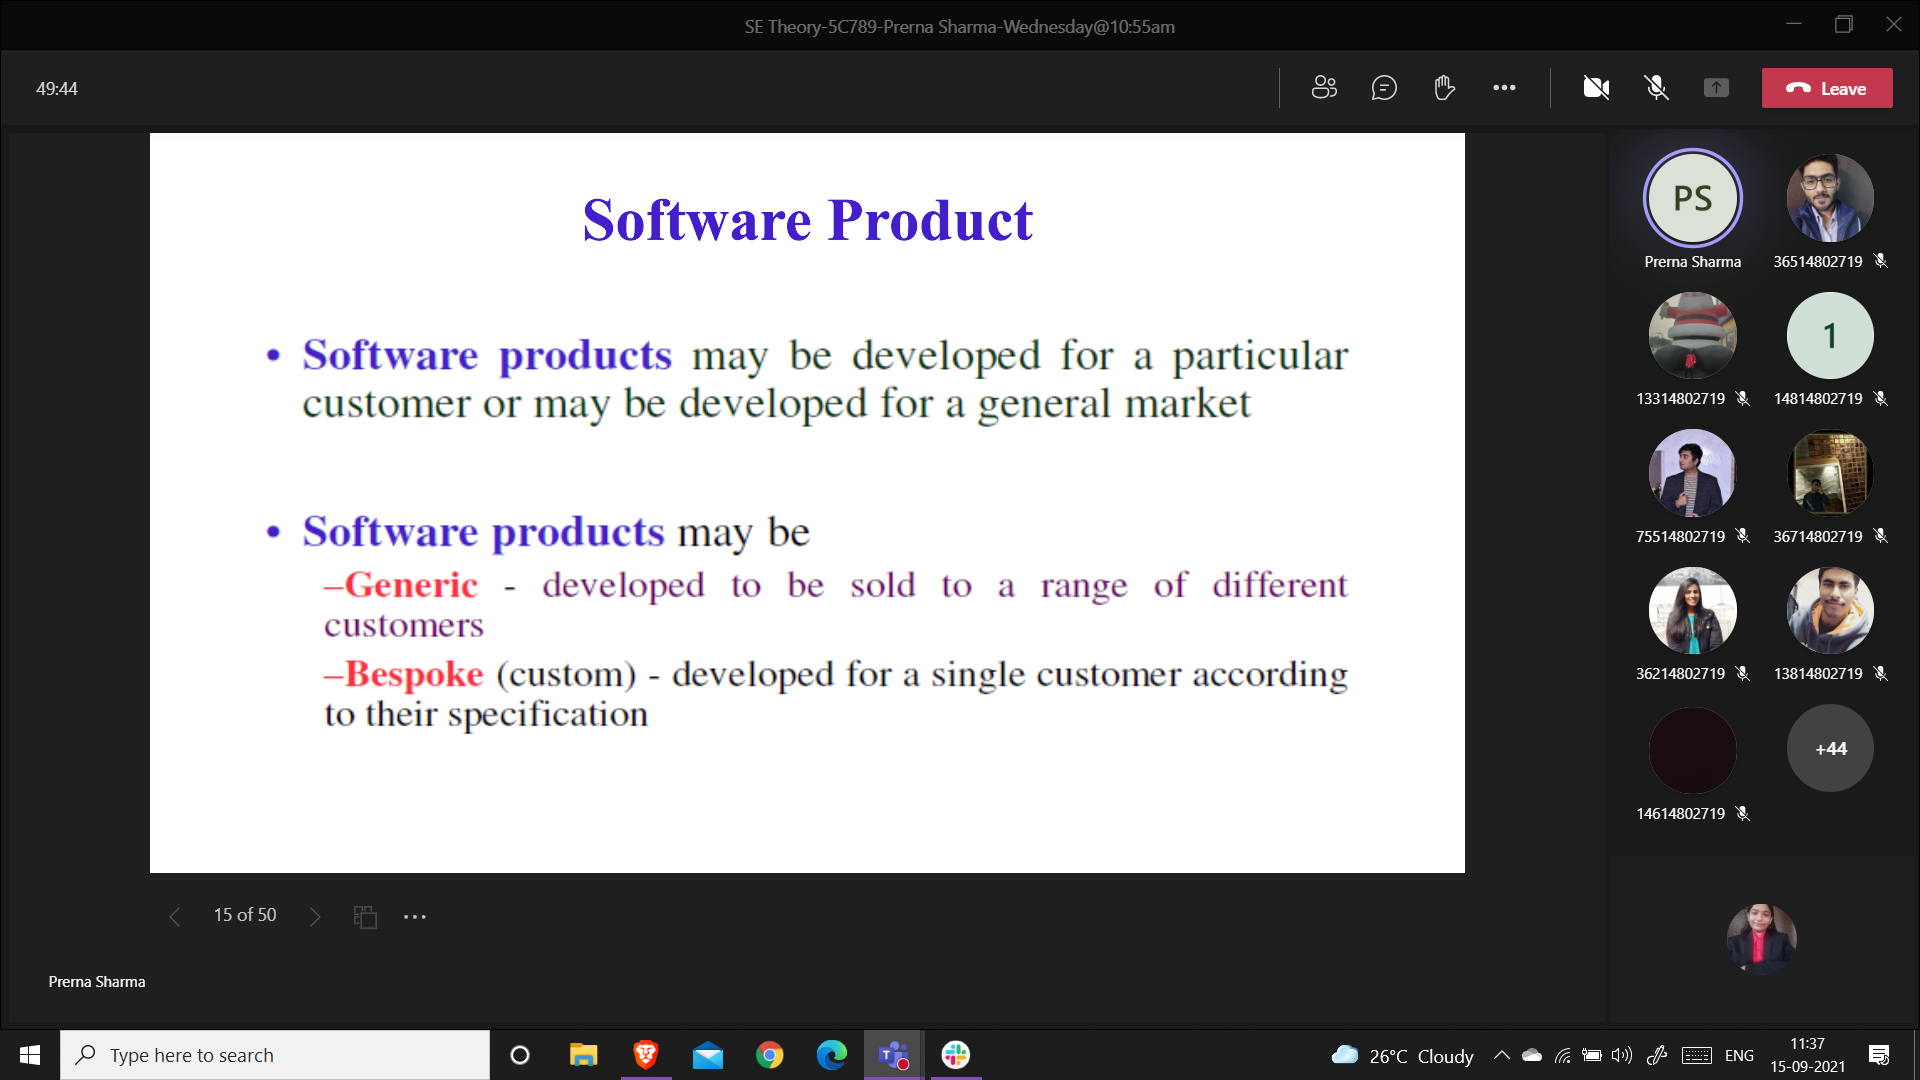 SE Theory-5C789-Prerna Sharma-Wednesday@10:55am
49:44
Leave
Software Product
• Software products may be developed for a particular
customer or may be developed for a general market
• Software products may be
–Generic - developed to be sold to a range of different
customers
–Bespoke (custom) - developed for a single customer according
to their specification
PS
Prerna Sharma
36514802719
13314802719
1
14814802719
75514802719
36714802719
36214802719
13814802719
14614802719
+44
15 of 50
Prerna Sharma
Type here to search
26°C Cloudy
ENG
11:37
15-09-2021